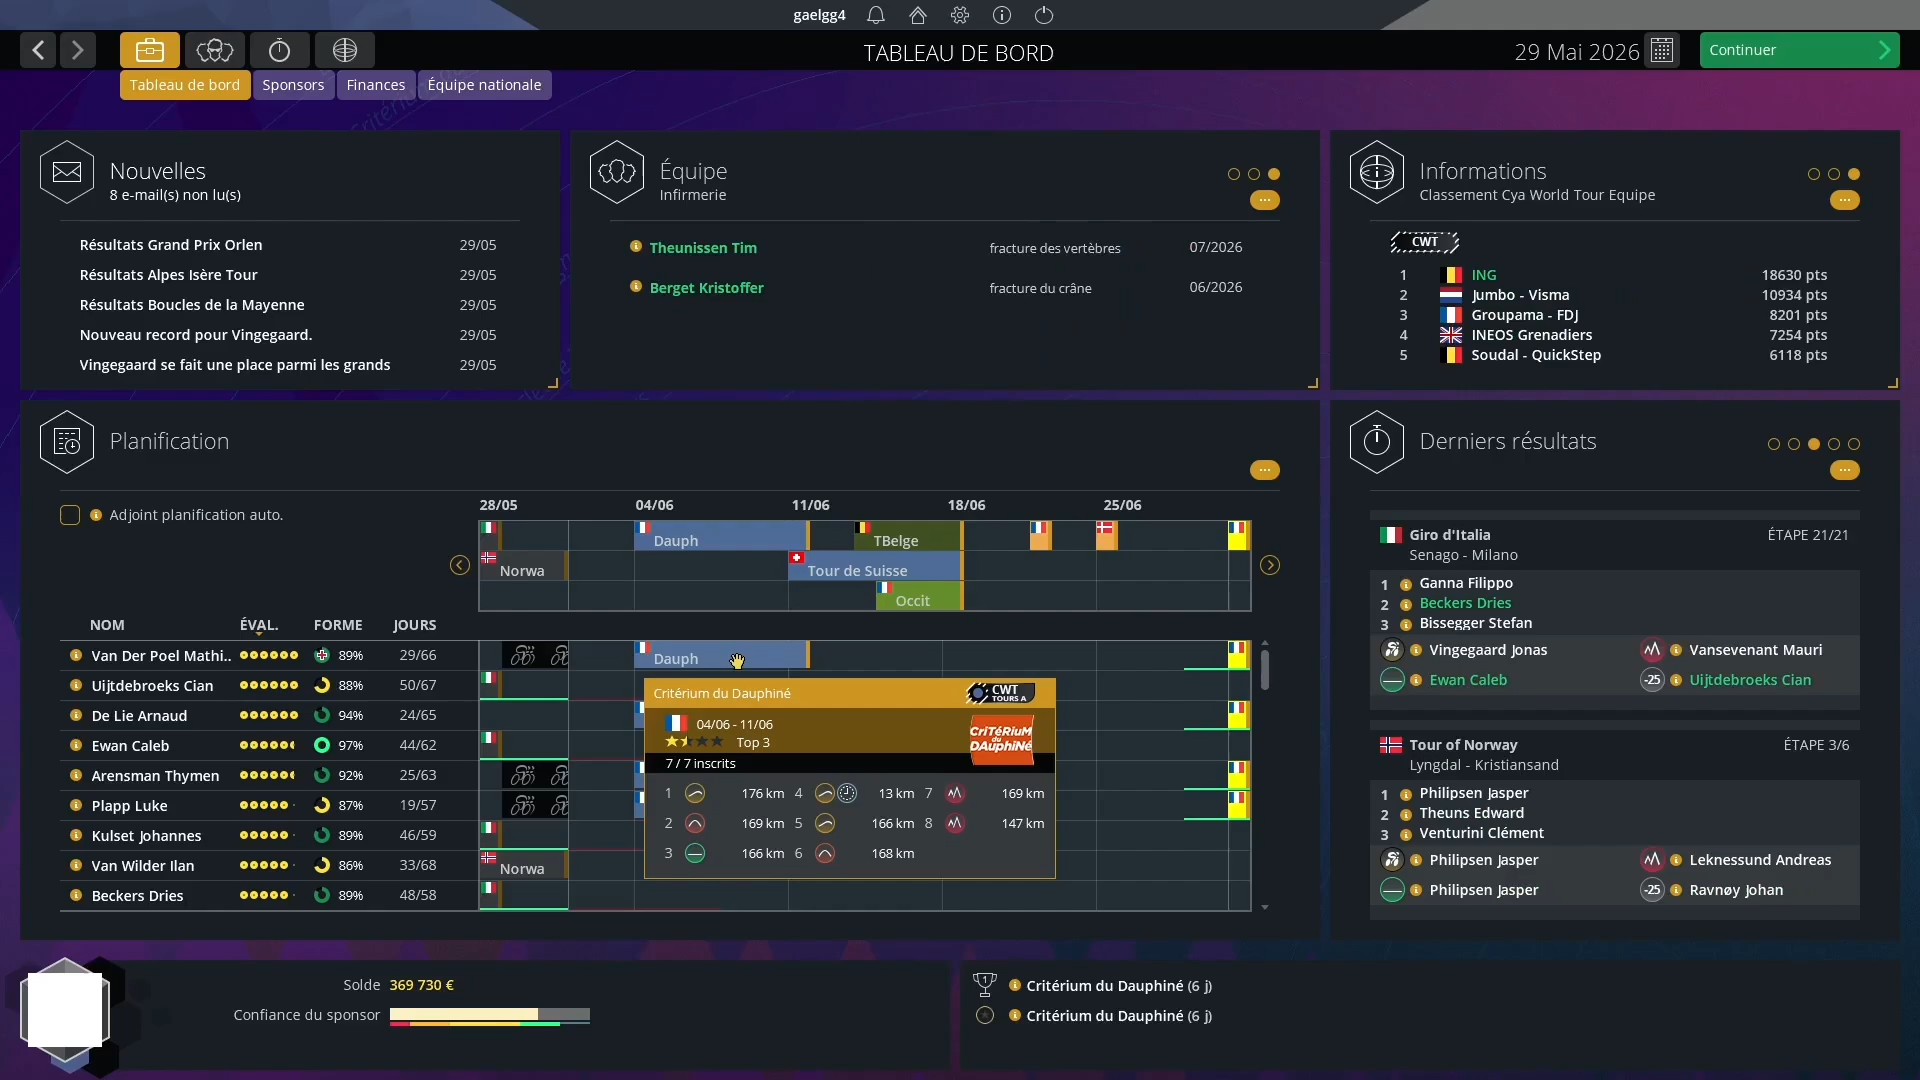 gaelgg4
TABLEAU DE BORD
29 Mai 2026
Continuer
Tableau de bord
Sponsors
Finances
Équipe nationale
Nouvelles
8 e-mail(s) non lu(s)
Résultats Grand Prix Orlen 29/05
Résultats Alpes Isère Tour 29/05
Résultats Boucles de la Mayenne 29/05
Nouveau record pour Vingegaard. 29/05
Vingegaard se fait une place parmi les grands 29/05
Équipe
Infirmerie
Theunissen Tim fracture des vertèbres 07/2026
Berget Kristoffer fracture du crâne 06/2026
Informations
Classement Cya World Tour Equipe
CWT
1 ING 18630 pts
2 Jumbo - Visma 10934 pts
3 Groupama - FDJ 8201 pts
4 INEOS Grenadiers 7254 pts
5 Soudal - QuickStep 6118 pts
Planification
Adjoint planification auto.
28/05 04/06 11/06 18/06 25/06
Dauph TBelge
Norwa Tour de Suisse
Occit
NOM ÉVAL. FORME JOURS
Van Der Poel Mathi.. 89% 29/66 Dauph
Uijtdebroeks Cian 88% 50/67
De Lie Arnaud 94% 24/65
Ewan Caleb 97% 44/62
Arensman Thymen 92% 25/63
Plapp Luke 87% 19/57
Kulset Johannes 89% 46/59
Van Wilder Ilan 86% 33/68 Norwa
Beckers Dries 89% 48/58
Critérium du Dauphiné CWT TOURS A
04/06 - 11/06
Top 3
CRITÉRIUM DU DAUPHINÉ
7 / 7 inscrits
1 176 km 4 13 km 7 169 km
2 169 km 5 166 km 8 147 km
3 166 km 6 168 km
Derniers résultats
Giro d'Italia ÉTAPE 21/21
Senago - Milano
1 Ganna Filippo
2 Beckers Dries
3 Bissegger Stefan
Vingegaard Jonas Vansevenant Mauri
Ewan Caleb -25 Uijtdebroeks Cian
Tour of Norway ÉTAPE 3/6
Lyngdal - Kristiansand
1 Philipsen Jasper
2 Theuns Edward
3 Venturini Clément
Philipsen Jasper Leknessund Andreas
Philipsen Jasper -25 Ravnøy Johan
Solde 369 730 €
Confiance du sponsor
1 Critérium du Dauphiné (6 j)
Critérium du Dauphiné (6 j)